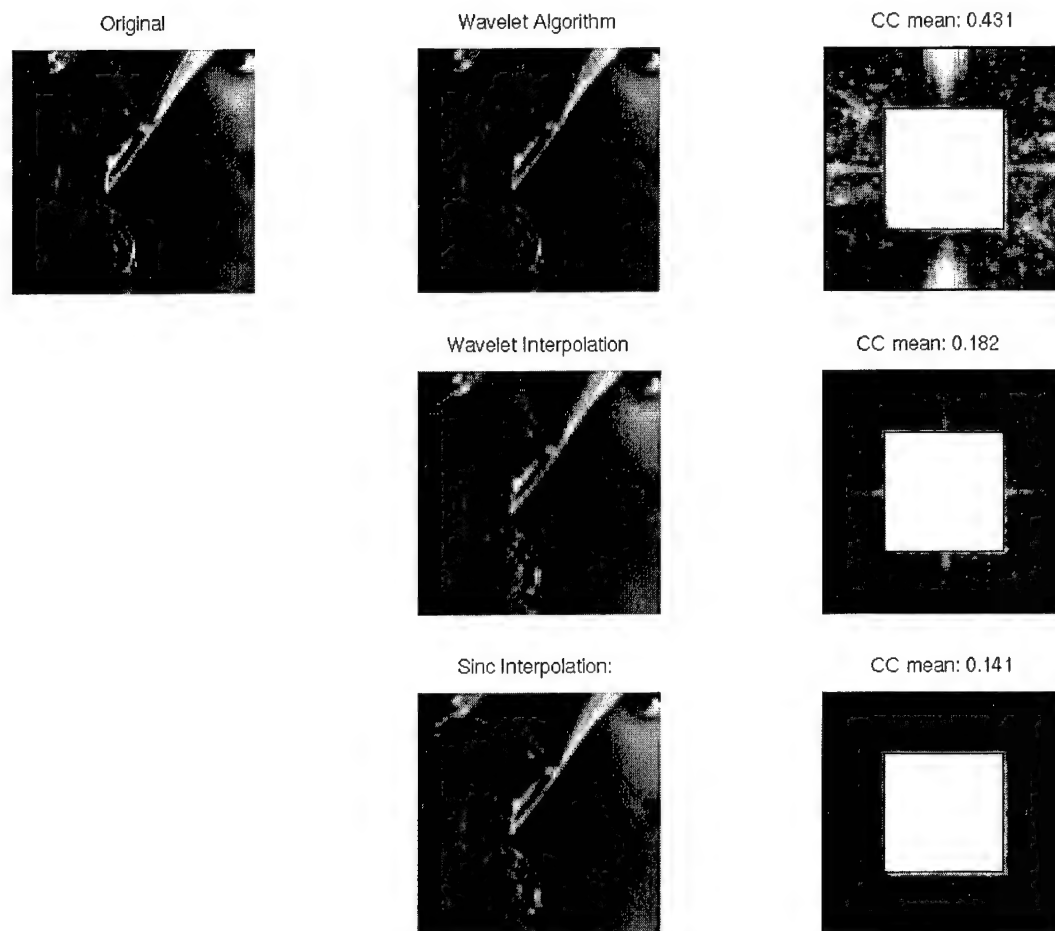 Original
Wavelet Algorithm
CC mean: 0.431
Wavelet Interpolation
CC mean: 0.182
Sinc Interpolation:
CC mean: 0.141